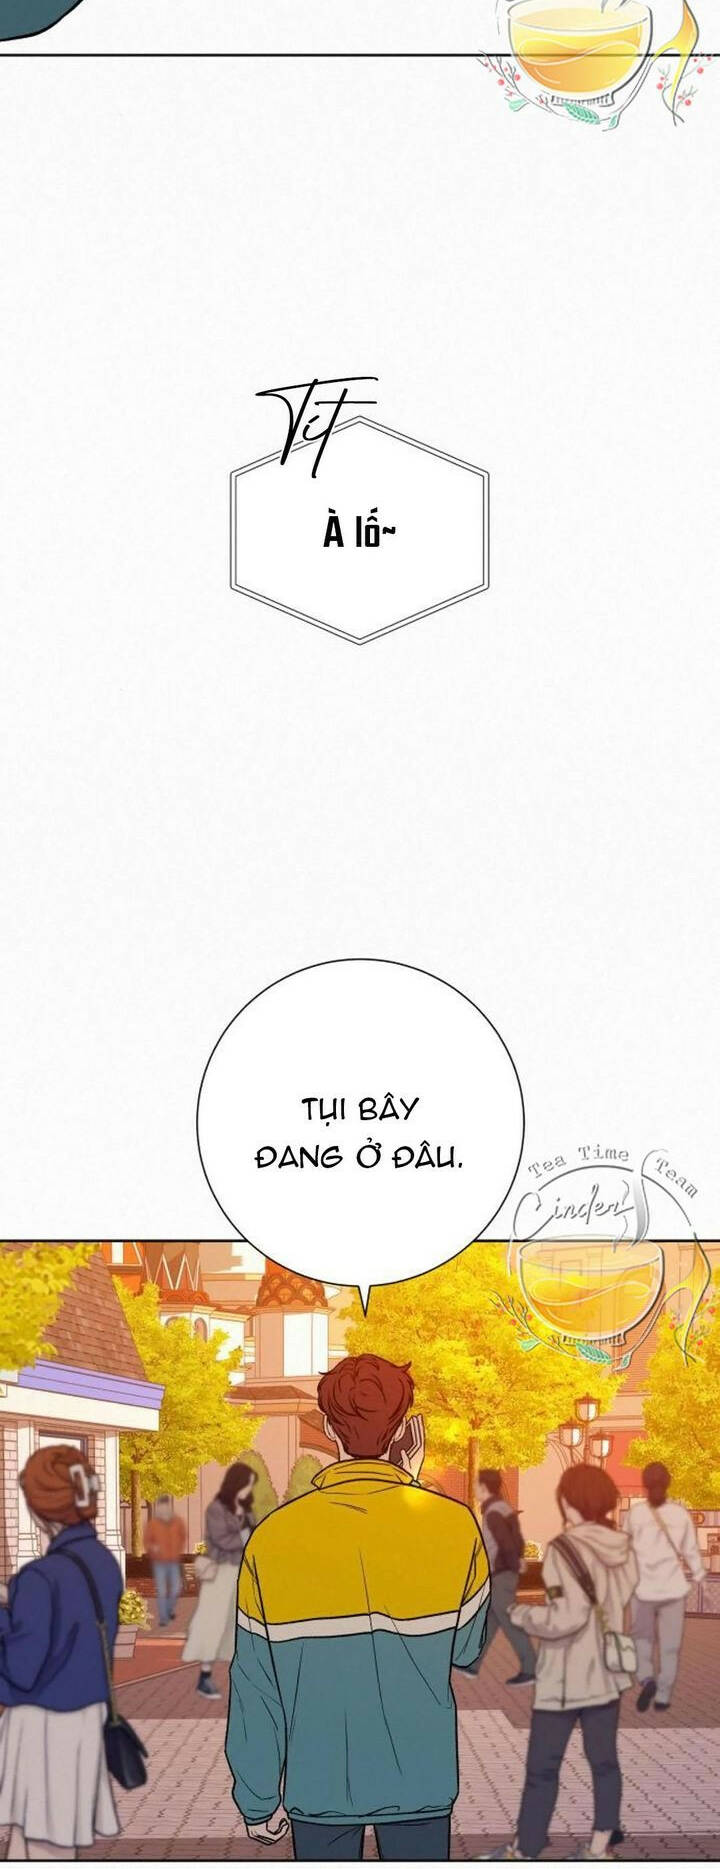 Tít
À lố~
TỤI BÂY
ĐANG Ở ĐÂU.
Tea Time Team
Cinder